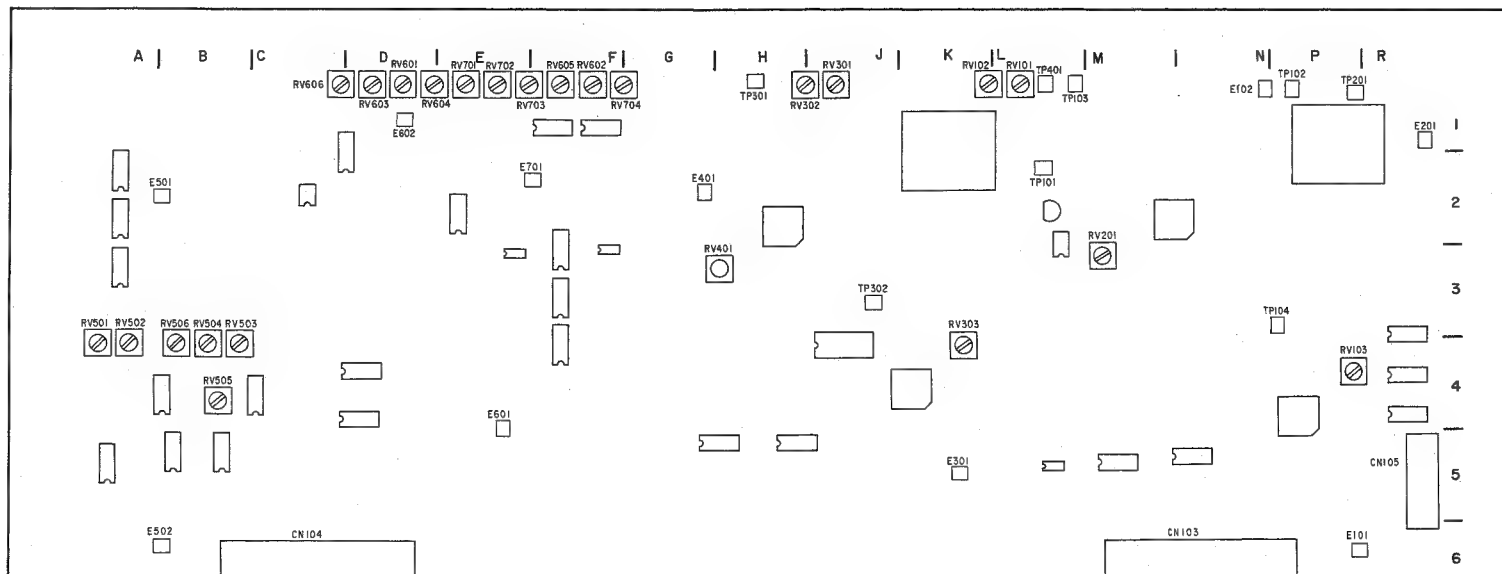 A B C D E F G H J K L M N P R
RV601 RV701 RV702 RV605 RV602 RV301 RV102 RV101 TP401 TP102 TP201
RV606 RV603 RV604 RV703 RV704 TP301 RV302 TP103 E102
E602 E201 1
E501 E701 E401 TP101 2
RV401 RV201
TP302 3
RV501 RV502 RV506 RV504 RV503 RV303 TP104
RV103
RV505 4
E601
E301 CN105 5
E502 CN104 CN103 E101
6